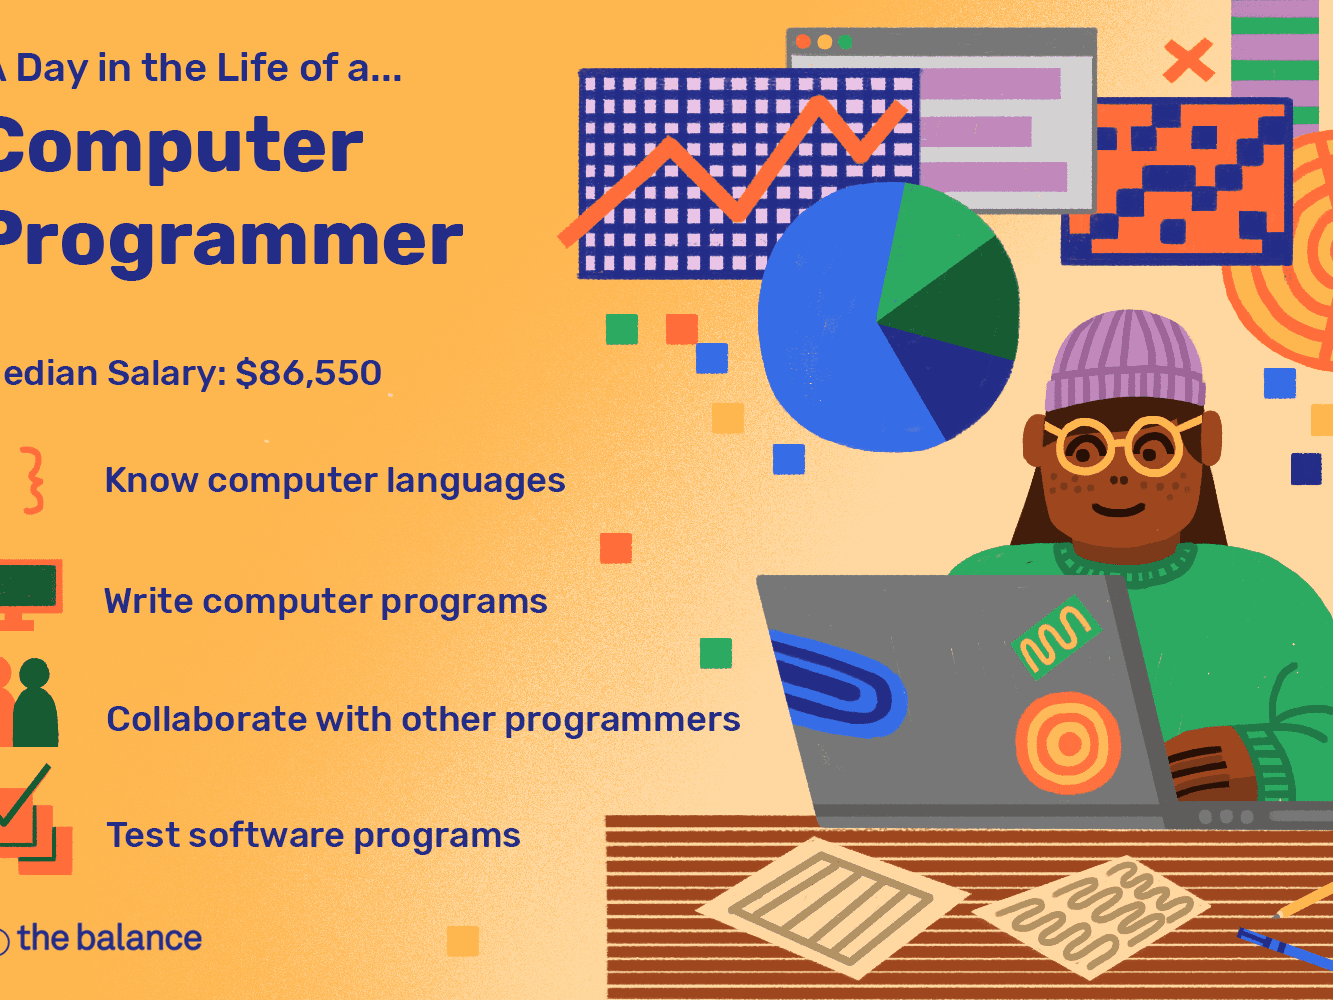 A Day in the Life of a...
Computer
Programmer
edian Salary: $86,550
Know computer languages
Write computer programs
Collaborate with other programmers
Test software programs
the balance